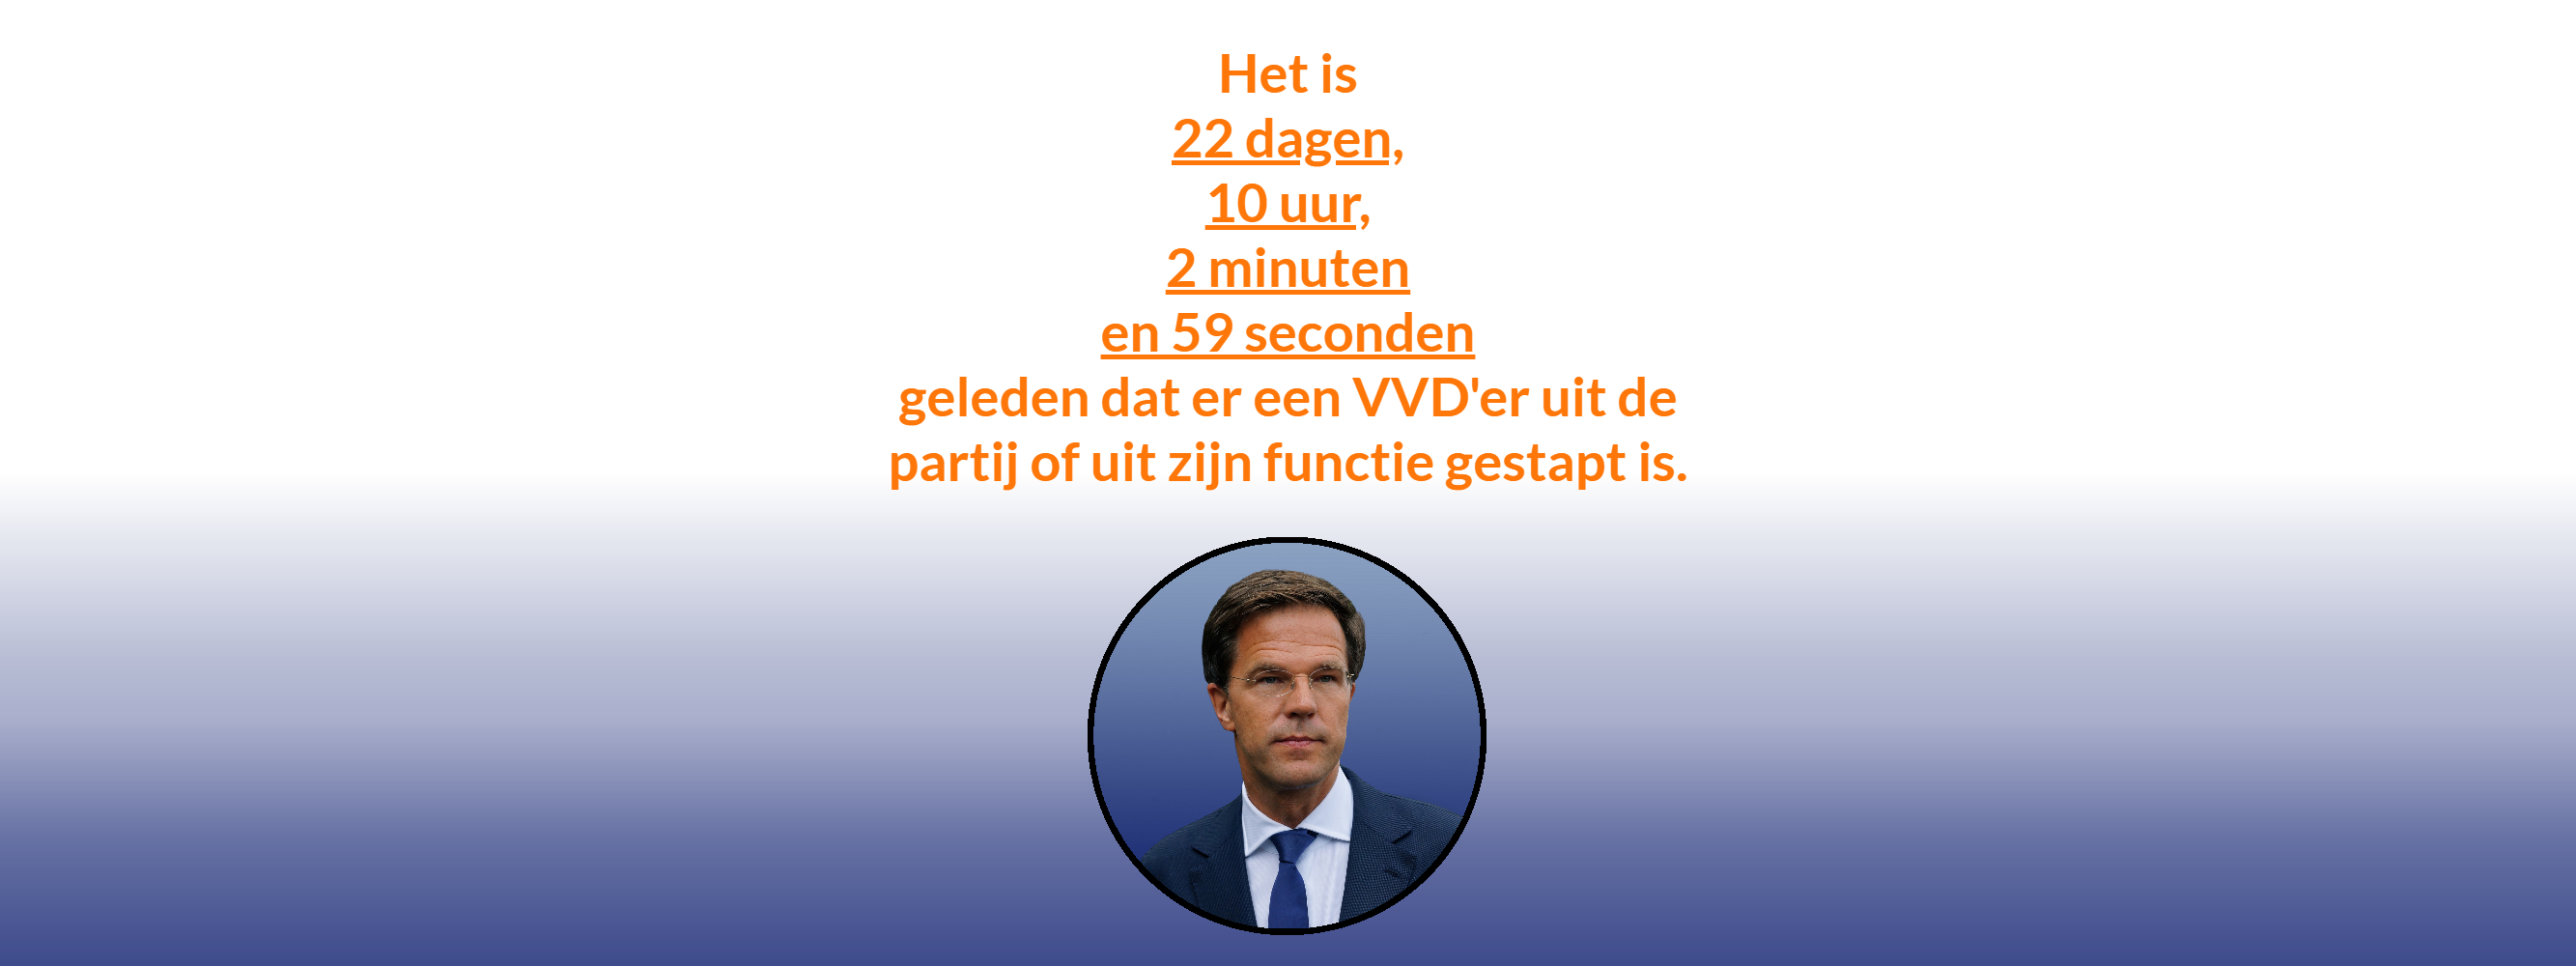 Het is
22 dagen,
10 uur,
2 minuten
en 59 seconden
geleden dat er een VVD'er uit de
partij of uit zijn functie gestapt is.